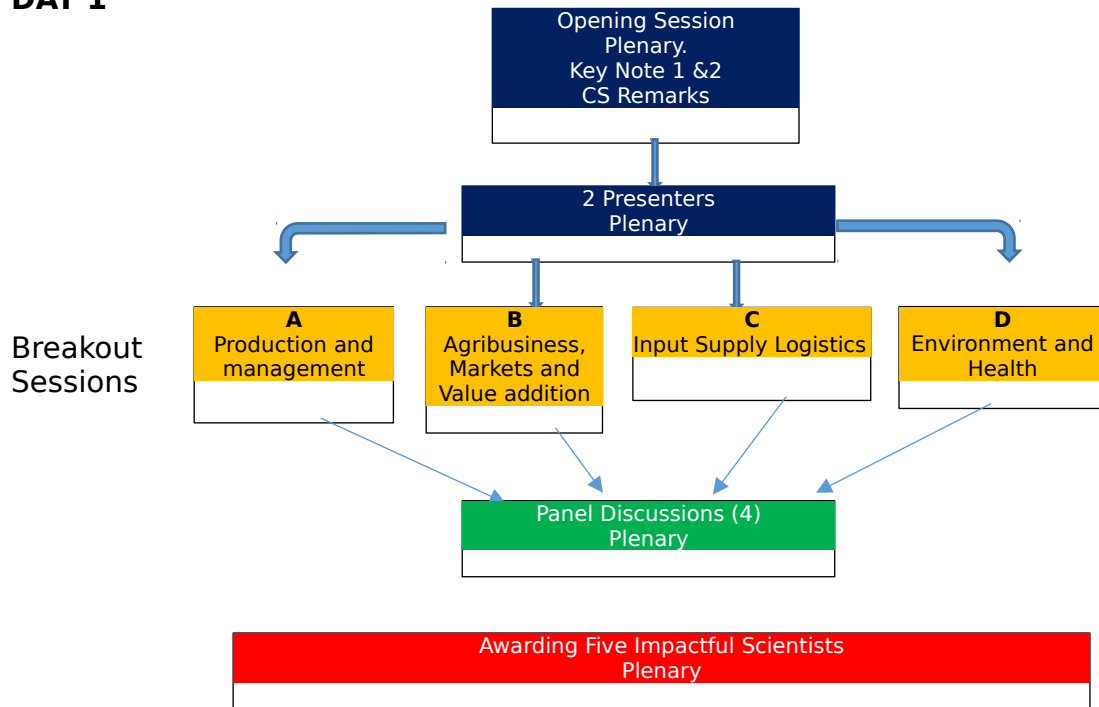 DAY 1
Opening Session
Plenary.
Key Note 1 &2
CS Remarks
2 Presenters
Plenary
Breakout
Sessions
A
Production and
management
B
Agribusiness,
Markets and
Value addition
C
Input Supply Logistics
D
Environment and
Health
Panel Discussions (4)
Plenary
Awarding Five Impactful Scientists
Plenary